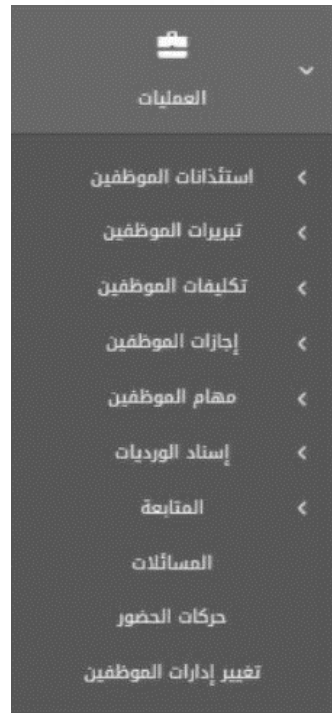 العمليات
استئذانات الموظفين
تبريرات الموظفين
تكليفات الموظفين
إجازات الموظفين
مهام الموظفين
إسناد الورديات
المتابعة
المسائلات
حركات الحضور
تغيير إدارات الموظفين